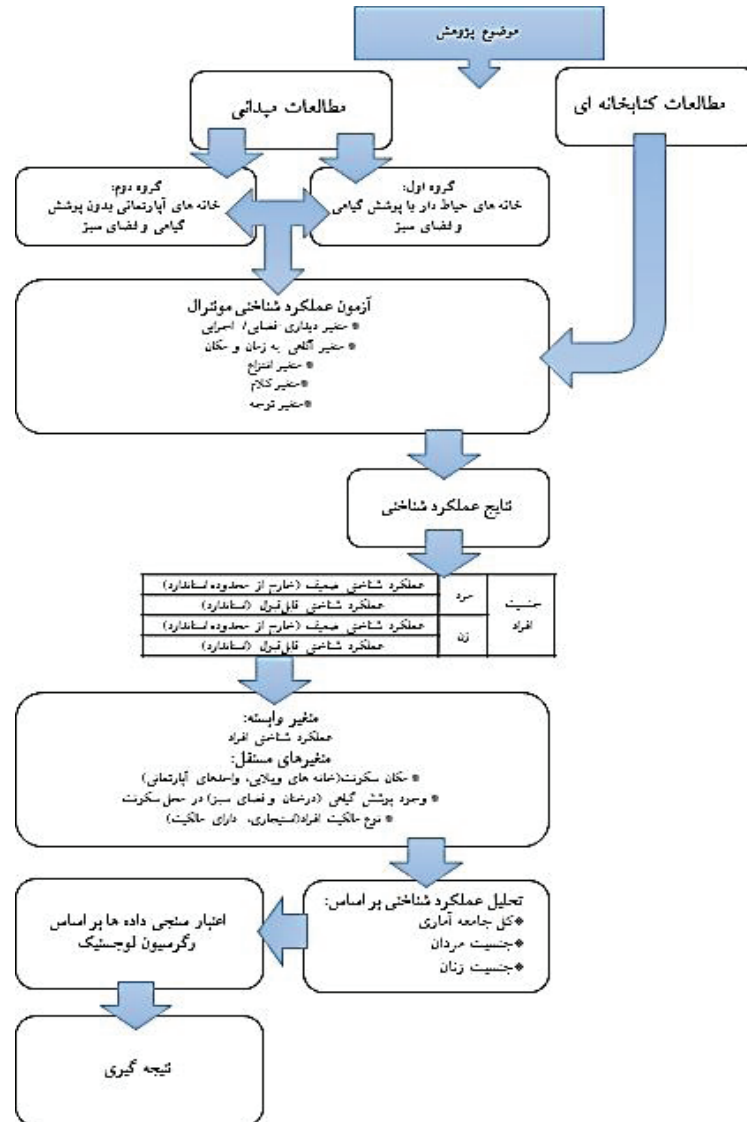 موضوع پژوهش
مطالعات کتابخانه ای
مطالعات میدانی
گروه اول:
خانه های حیاط دار با پوشش گیاهی
و فضای سبز
گروه دوم:
خانه های آپارتمانی بدون پوشش
گیاهی و فضای سبز
آزمون عملکرد شناختی مونترال
*متغیر دیداری فضایی/ اجرایی
*متغیر آگاهی به زمان و مکان
*متغیر انتزاع
*متغیر کلام
*متغیر توجه
نتایج عملکرد شناختی
جنسیت
افراد
مرد
عملکرد شناختی ضعیف (خارج از محدوده استاندارد)
عملکرد شناختی قابل قبول (استاندارد)
زن
عملکرد شناختی ضعیف (خارج از محدوده استاندارد)
عملکرد شناختی قابل قبول (استاندارد)
متغیر وابسته:
عملکرد شناختی افراد
متغیرهای مستقل:
* مکان سکونت(خانه های ویلایی، واحدهای آپارتمانی)
* وجود پوشش گیاهی (درختان و فضای سبز) در محل سکونت
* نوع مالکیت افراد(استیجاری، دارای مالکیت)
تحلیل عملکرد شناختی بر اساس:
*کل جامعه آماری
*جنسیت مردان
*جنسیت زنان
اعتبار سنجی داده ها بر اساس
رگرسیون لوجستیک
نتیجه گیری